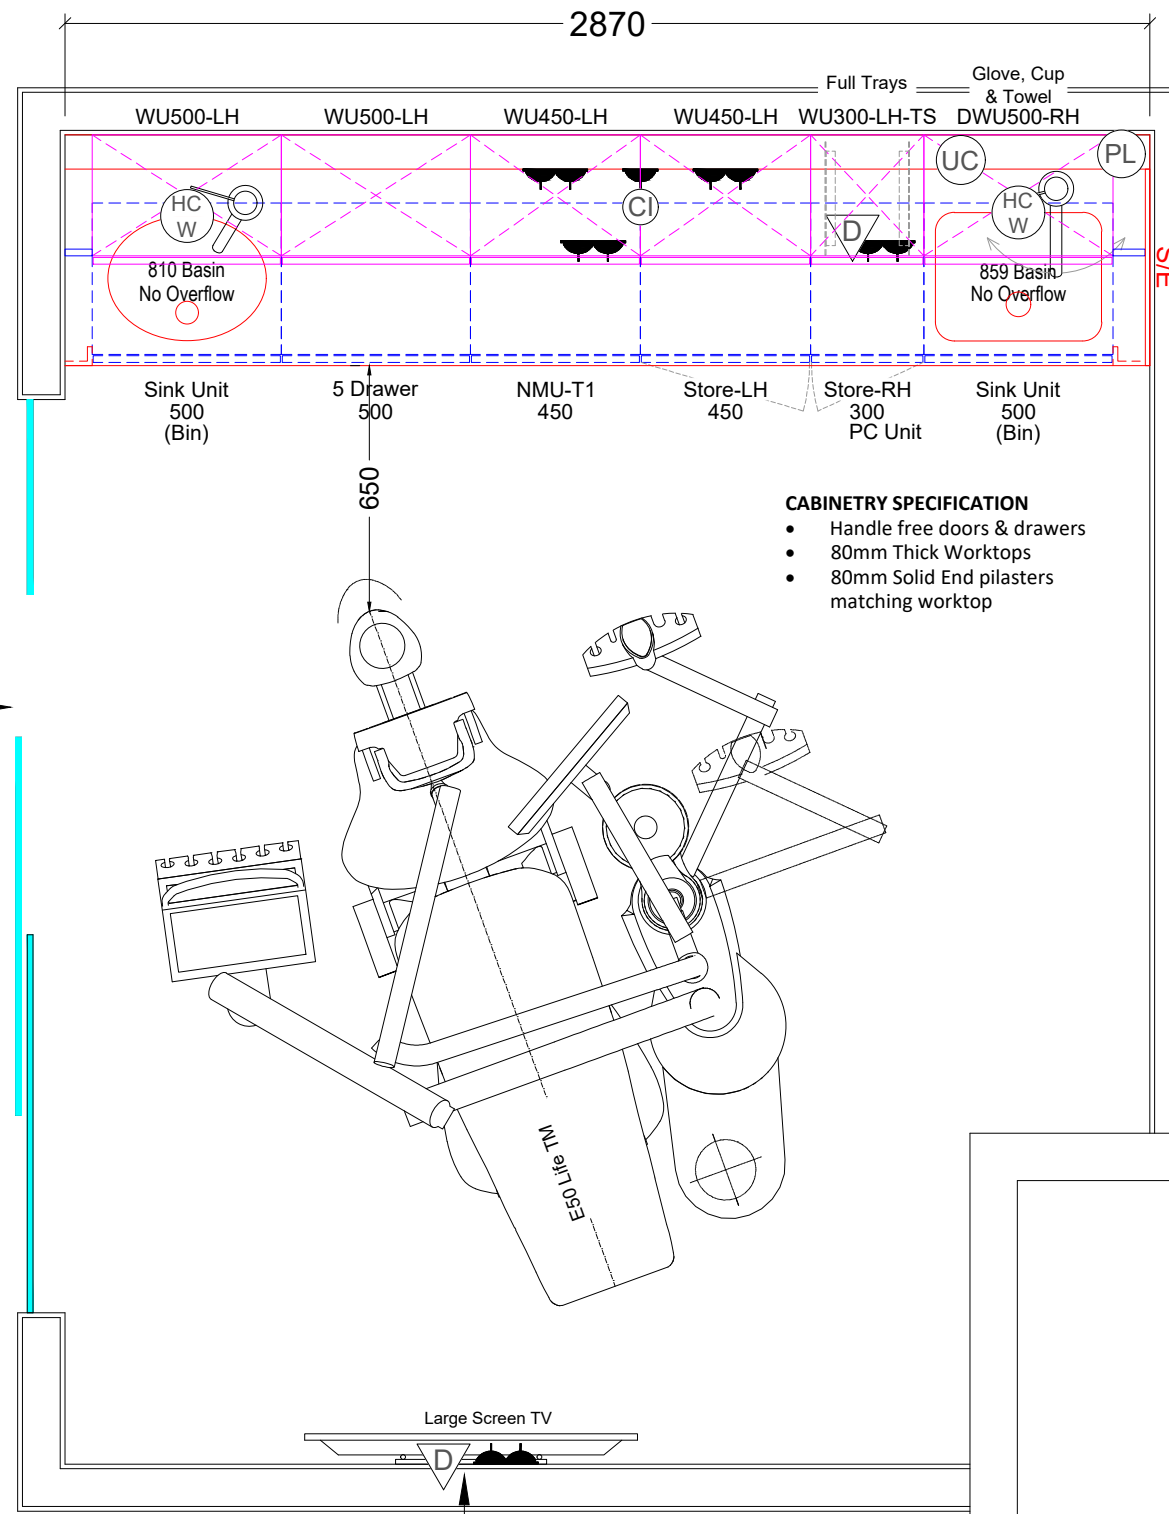 2870
Full Trays
Glove, Cup
& Towel
WU500-LH
WU500-LH
WU450-LH
WU450-LH
WU300-LH-TS
DWU500-RH
UC
PL
HC
W
CI
D
HC
W
S/E
810 Basin
No Overflow
859 Basin
No Overflow
Sink Unit
500
(Bin)
5 Drawer
500
NMU-T1
450
Store-LH
450
Store-RH
300
PC Unit
Sink Unit
500
(Bin)
650
CABINETRY SPECIFICATION
• Handle free doors & drawers
• 80mm Thick Worktops
• 80mm Solid End pilasters
matching worktop
E50 Life TM
Large Screen TV
D